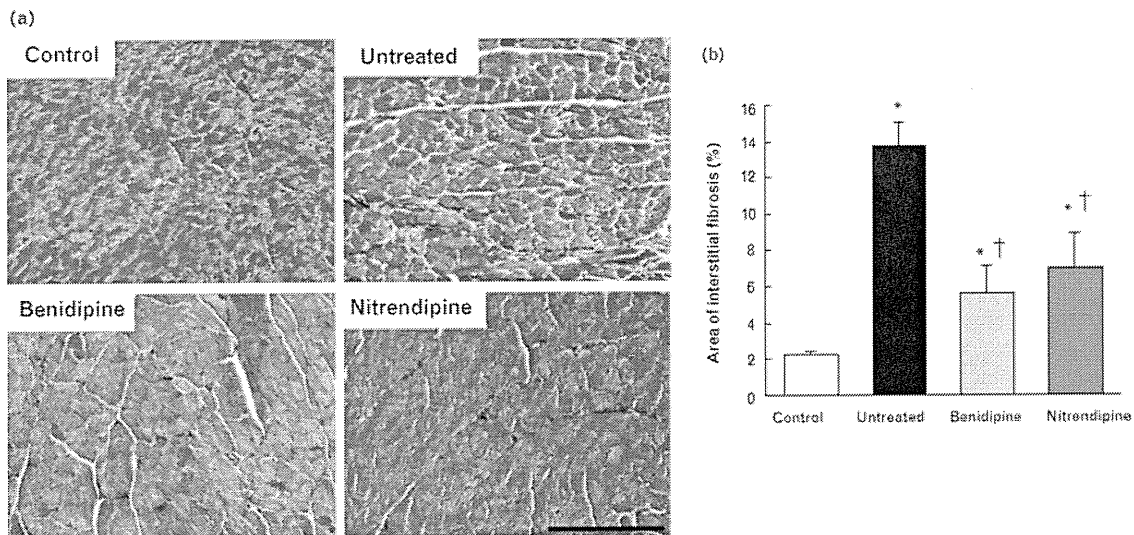 (a)
Control
Untreated
Benidipine
Nitrendipine
(b)
Area of interstitial fibrosis (%)
16
14
12
10
8
6
4
2
0
*
* †
* †
Control
Untreated
Benidipine
Nitrendipine